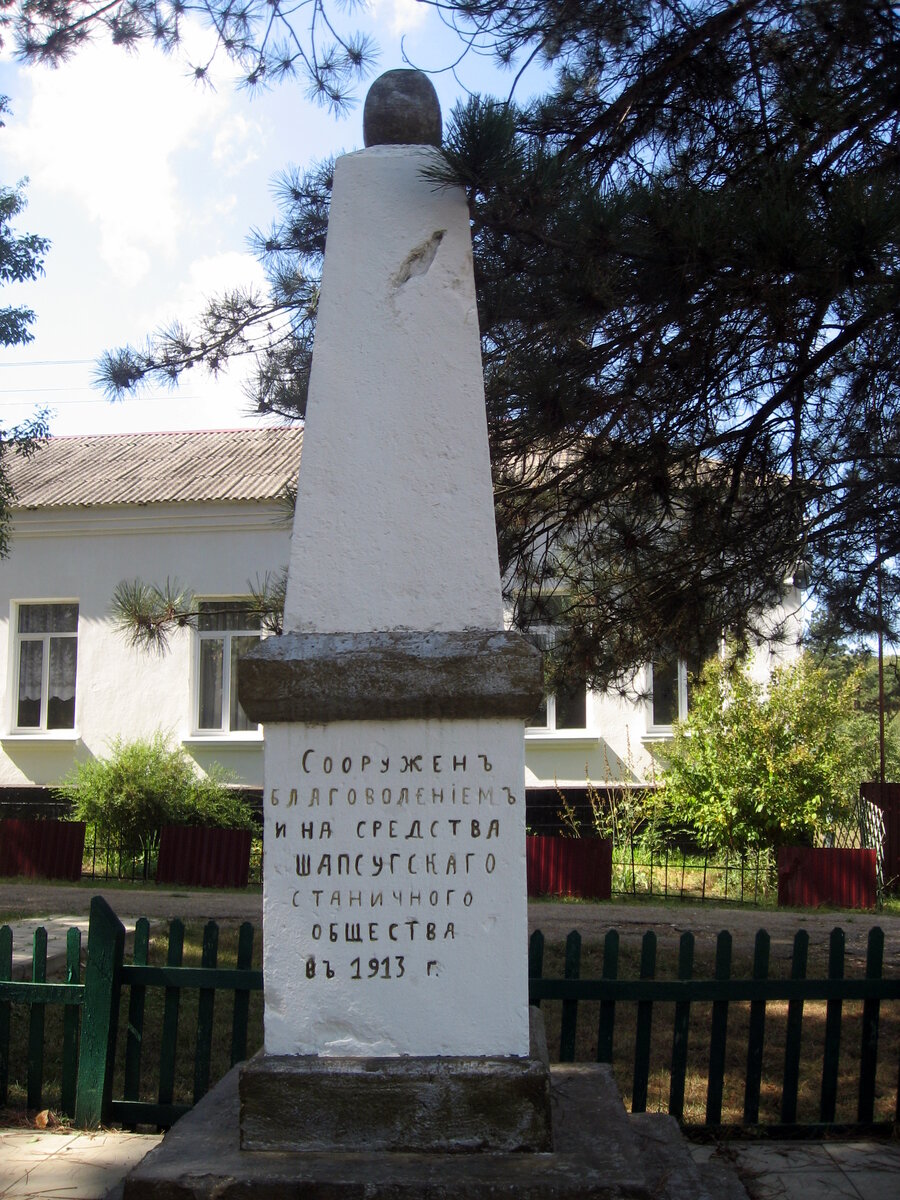 СООРУЖЕНЪ
БЛАГОВОЛЕНІЕМЪ
И НА СРЕДСТВА
ШАПСУГСКАГО
СТАНИЧНОГО
ОБЩЕСТВА
ВЪ 1913 Г.